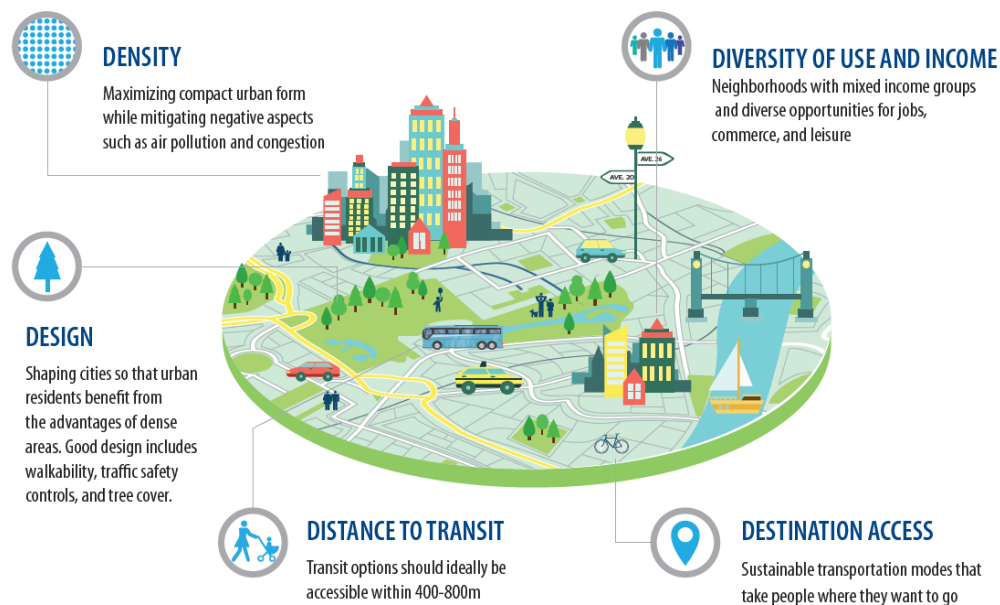 DENSITY
Maximizing compact urban form
while mitigating negative aspects
such as air pollution and congestion
DIVERSITY OF USE AND INCOME
Neighborhoods with mixed income groups
and diverse opportunities for jobs,
commerce, and leisure
AVE. 26
AVE. 20
DESIGN
Shaping cities so that urban
residents benefit from
the advantages of dense
areas. Good design includes
walkability, traffic safety
controls, and tree cover.
DISTANCE TO TRANSIT
Transit options should ideally be
accessible within 400-800m
DESTINATION ACCESS
Sustainable transportation modes that
take people where they want to go